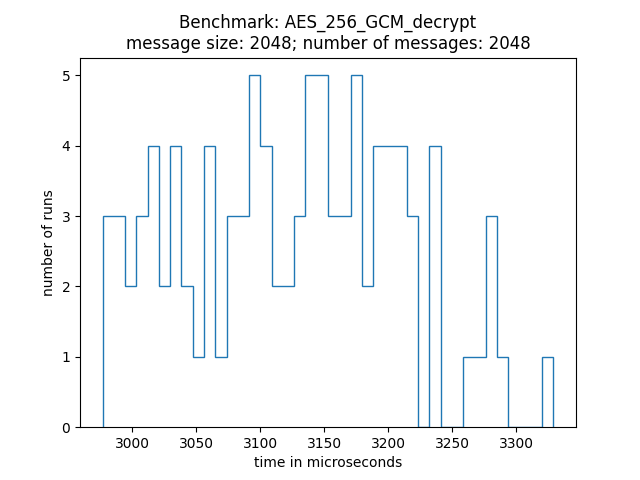 Benchmark: AES_256_GCM_decrypt
message size: 2048; number of messages: 2048
5
4
3
2
1
0
number of runs
3000 3050 3100 3150 3200 3250 3300
time in microseconds